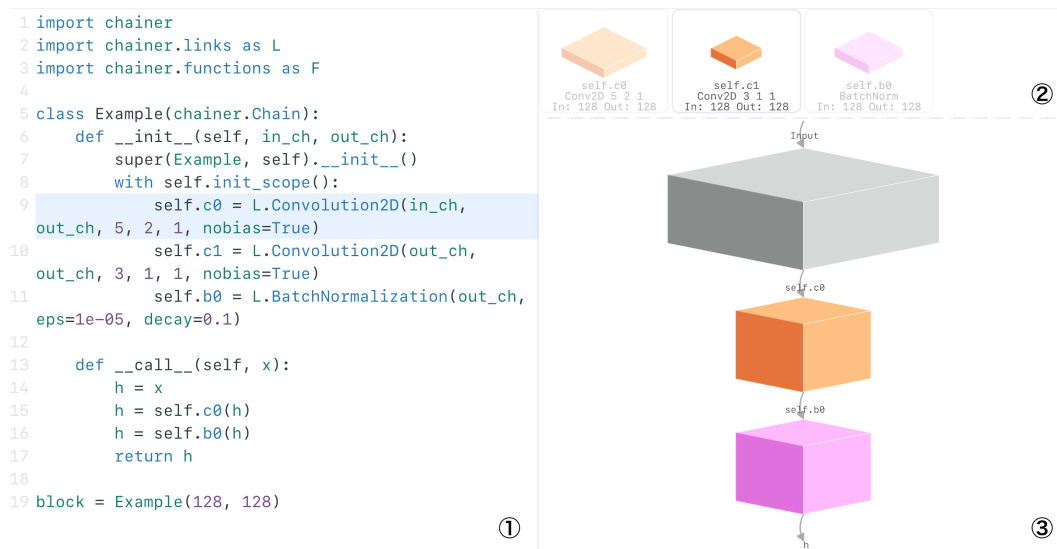 1 import chainer
2 import chainer.links as L
3 import chainer.functions as F
4
5 class Example(chainer.Chain):
6 def __init__(self, in_ch, out_ch):
7 super(Example, self).__init__()
8 with self.init_scope():
9 self.c0 = L.Convolution2D(in_ch,
out_ch, 5, 2, 1, nobias=True)
10 self.c1 = L.Convolution2D(out_ch,
out_ch, 3, 1, 1, nobias=True)
11 self.b0 = L.BatchNormalization(out_ch,
eps=1e-05, decay=0.1)
12
13 def __call__(self, x):
14 h = x
15 h = self.c0(h)
16 h = self.b0(h)
17 return h
18
19 block = Example(128, 128)
①
self.c0
Conv2D 5 2 1
In: 128 Out: 128
self.c1
Conv2D 3 1 1
In: 128 Out: 128
self.b0
BatchNorm
In: 128 Out: 128
②
Input
self.c0
self.b0
h
③